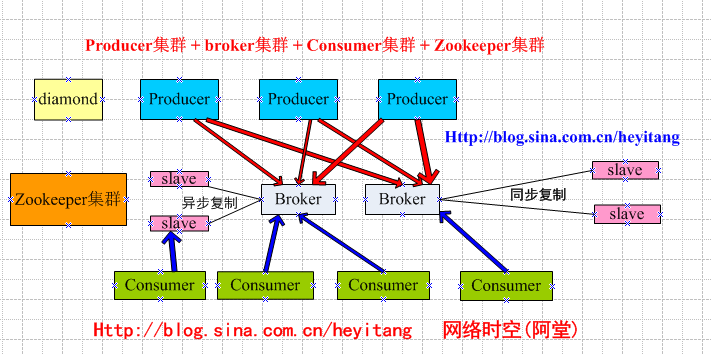 Producer集群 + broker集群 + Consumer集群 + Zookeeper集群
diamond
Producer
Producer
Producer
Http://blog.sina.com.cn/heyitang
Zookeeper集群
slave
异步复制
slave
Broker
Broker
同步复制
slave
slave
Consumer
Consumer
Consumer
Consumer
Http://blog.sina.com.cn/heyitang 网络时空(阿堂)